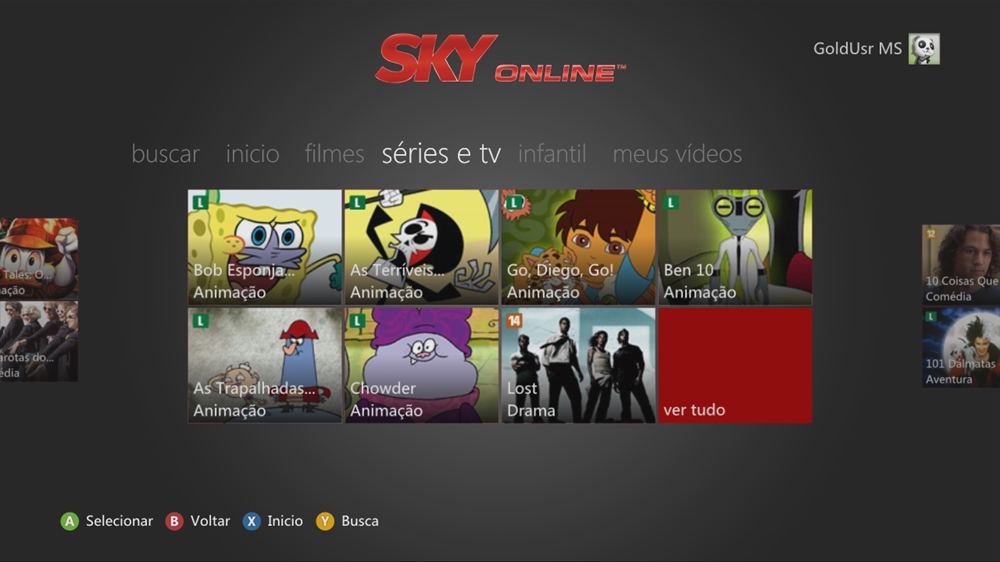 SKY ONLINE™
GoldUsr MS
buscar inicio filmes séries e tv infantil meus vídeos
L
Bob Esponja...
Animação
L
As Terríveis...
Animação
L
Go, Diego, Go!
Animação
L
Ben 10
Animação
L
As Trapalhadas...
Animação
L
Chowder
Animação
14
Lost
Drama
ver tudo
Tales: O...
ação
arotas do...
édia
12
10 Coisas Que
Comédia
L
101 Dálmatas
Aventura
A Selecionar B Voltar X Inicio Y Busca